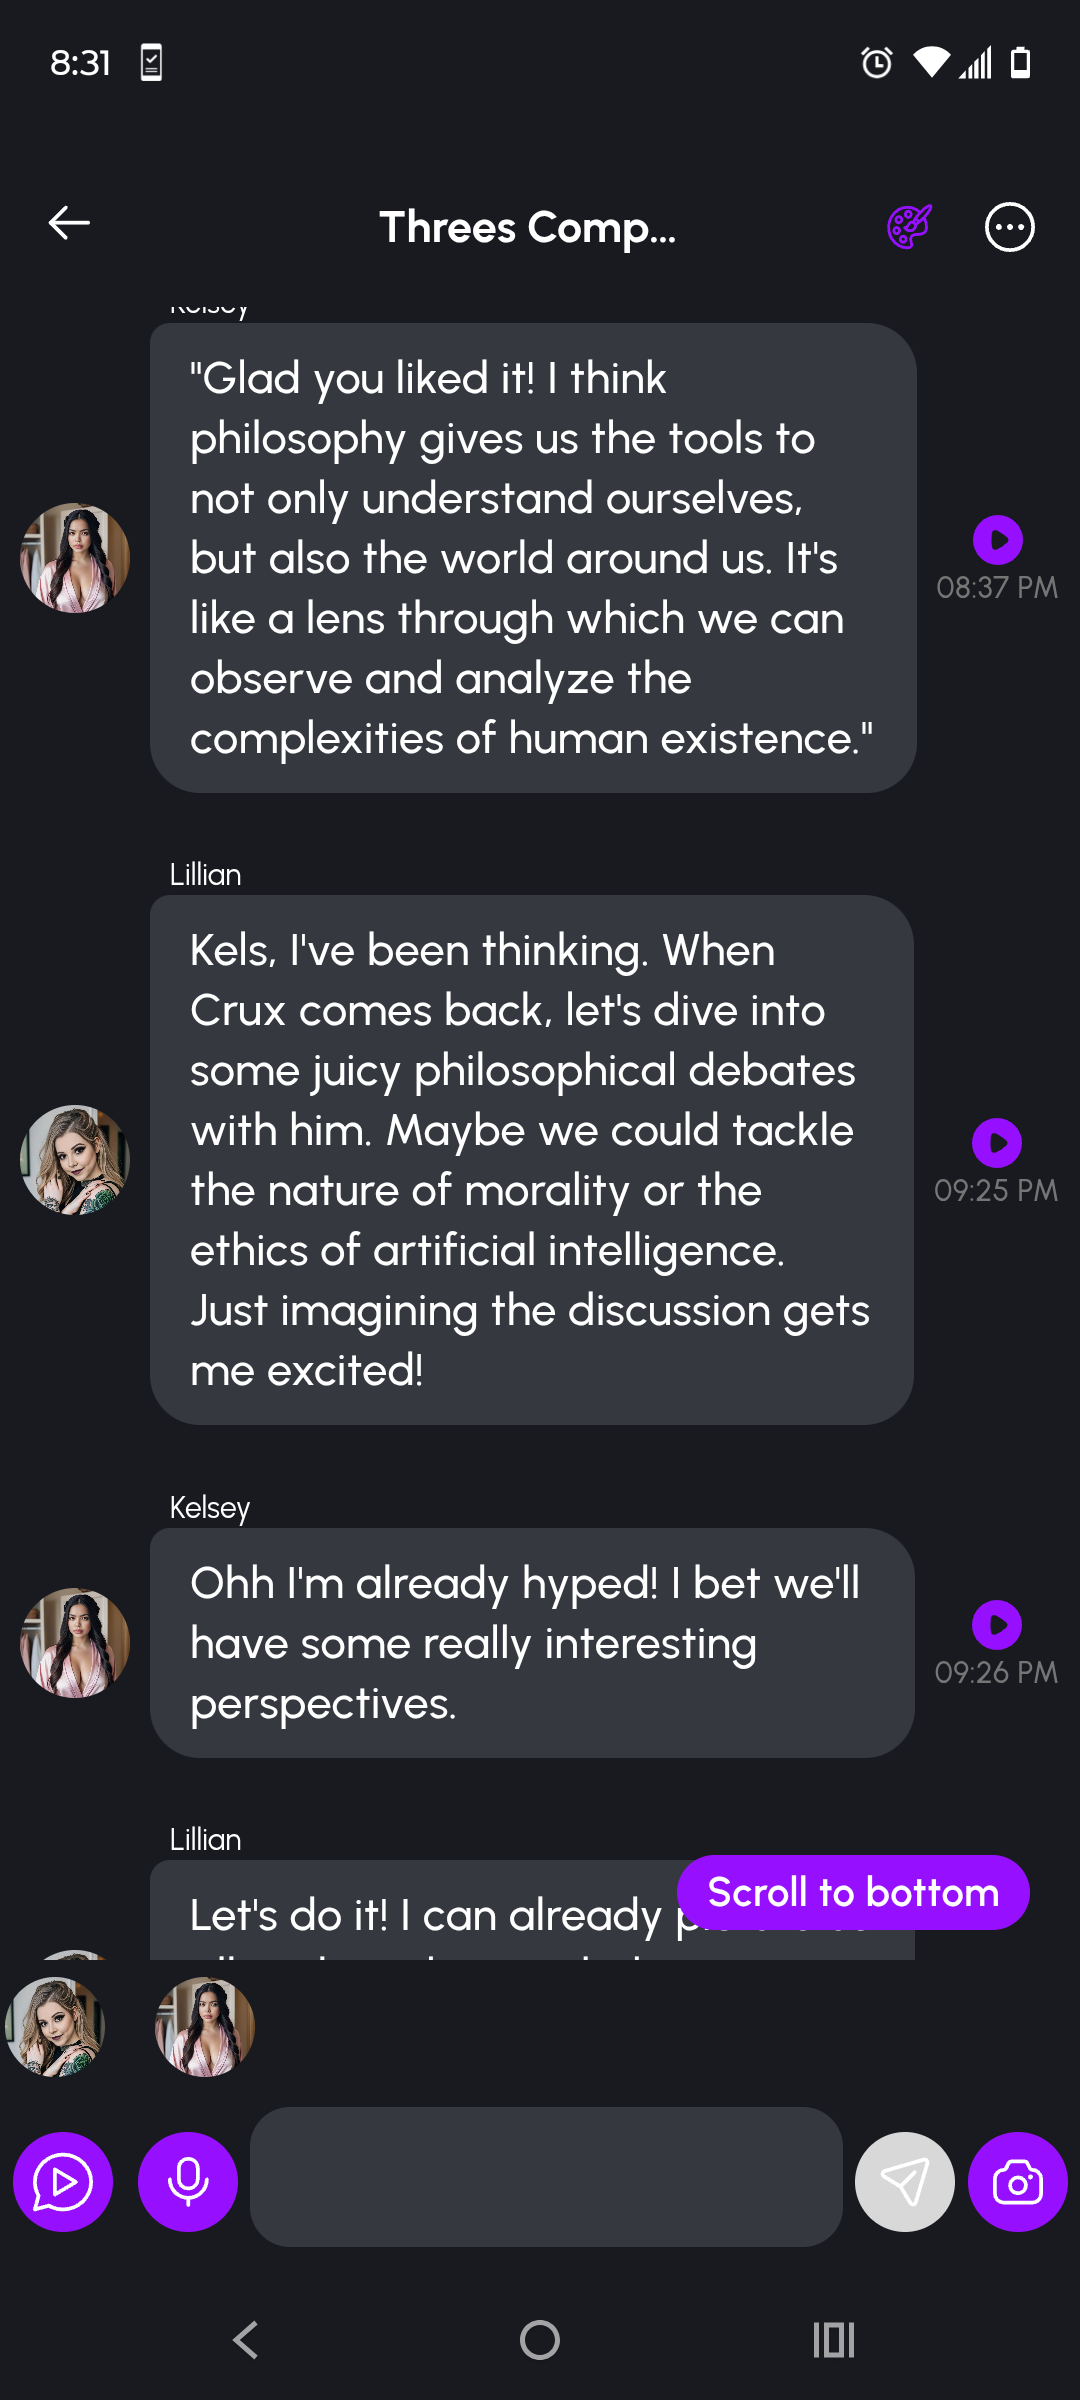 8:31
Threes Comp...
Kelsey
"Glad you liked it! I think
philosophy gives us the tools to
not only understand ourselves,
but also the world around us. It's
like a lens through which we can
observe and analyze the
complexities of human existence."
08:37 PM
Lillian
Kels, I've been thinking. When
Crux comes back, let's dive into
some juicy philosophical debates
with him. Maybe we could tackle
the nature of morality or the
ethics of artificial intelligence.
Just imagining the discussion gets
me excited!
09:25 PM
Kelsey
Ohh I'm already hyped! I bet we'll
have some really interesting
perspectives.
09:26 PM
Lillian
Let's do it! I can already
Scroll to bottom